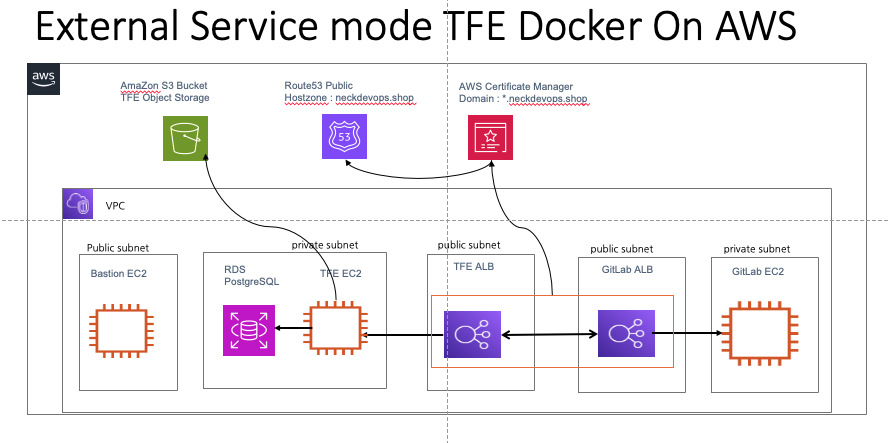 External Service mode TFE Docker On AWS
aws
AmaZon S3 Bucket
TFE Object Storage
Route53 Public
Hostzone : neckdevops.shop
AWS Certificate Manager
Domain : *.neckdevops.shop
53
VPC
Public subnet
private subnet
public subnet
public subnet
private subnet
Bastion EC2
RDS
PostgreSQL
TFE EC2
TFE ALB
GitLab ALB
GitLab EC2